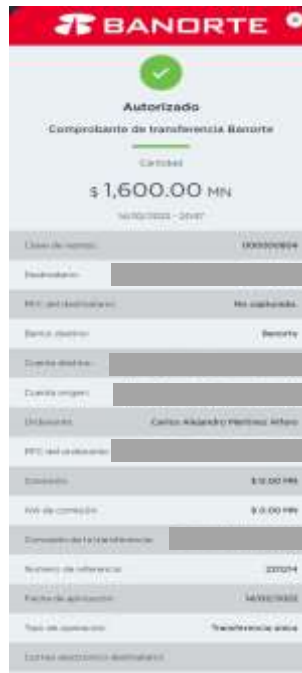 BANORTE
Autorizado
Comprobante de transferencia Banorte
Cantidad
$ 1,600.00 MN
Clave de rastreo
Destinatario
RFC del destinatario No capturado.
Banco destino Banorte
Cuenta destino
Cuenta origen
Ordenante Carlos Alejandro Martínez Alfaro
RFC del ordenante
Comisión $ 0.00 MN
IVA de comisión $ 0.00 MN
Concepto de la transferencia
Número de referencia
Fecha de aplicación
Tipo de operación Transferencia única
Correo electrónico destinatario